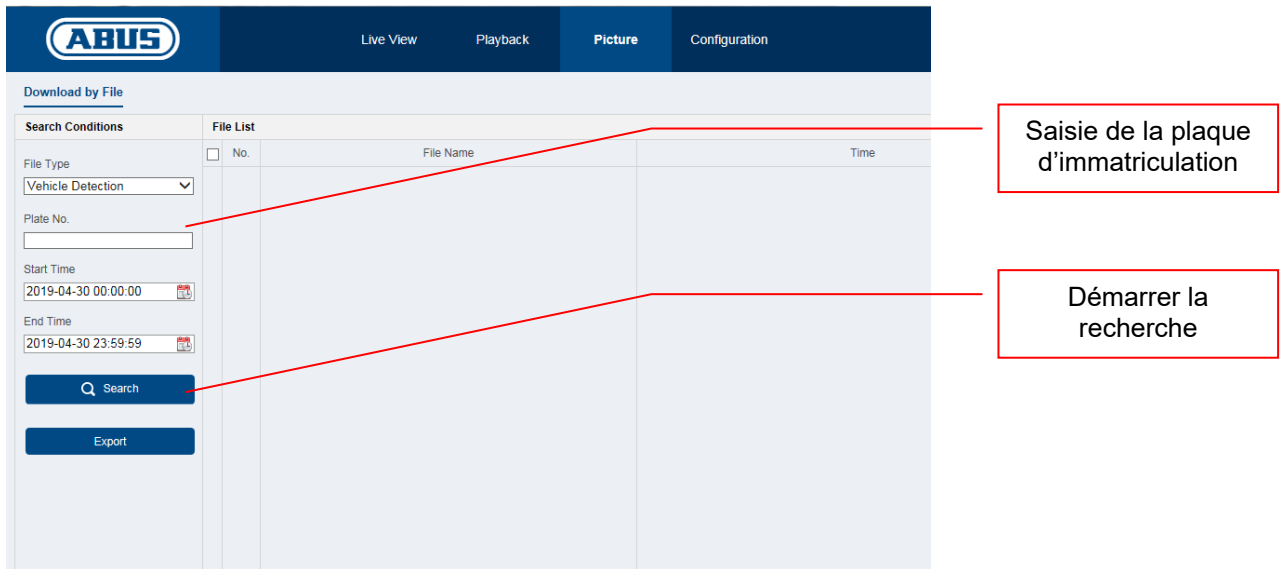 ABUS
Live View Playback Picture Configuration
Download by File
Search Conditions
File List
No. File Name Time
File Type
Vehicle Detection
Plate No.
Start Time
2019-04-30 00:00:00
End Time
2019-04-30 23:59:59
Search
Export
Saisie de la plaque
d’immatriculation
Démarrer la
recherche